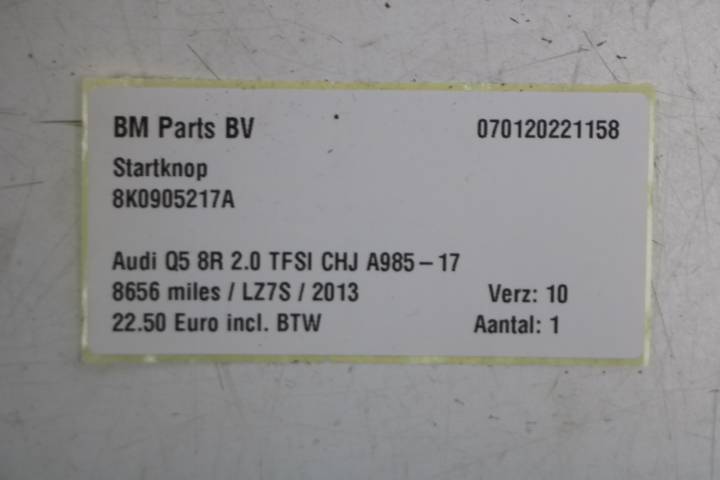 BM Parts BV 070120221158
Startknop
8K0905217A
Audi Q5 8R 2.0 TFSI CHJ A985-17
8656 miles / LZ7S / 2013 Verz: 10
22.50 Euro incl. BTW Aantal: 1